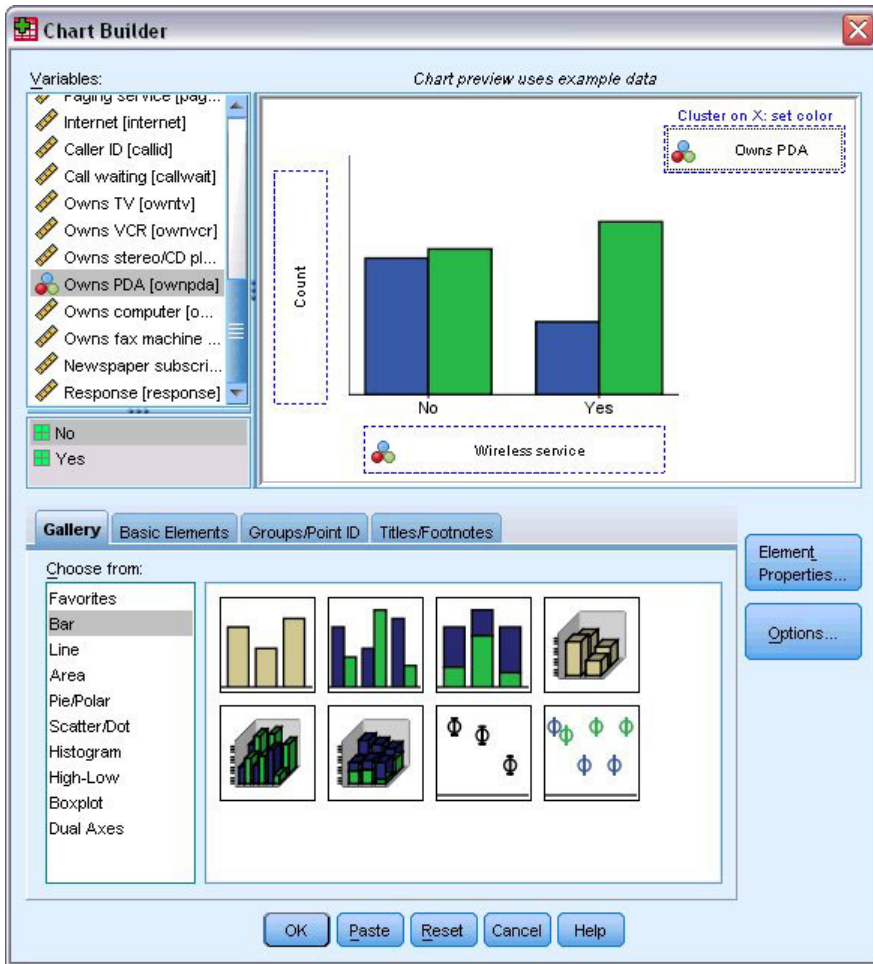 Chart Builder
Variables:
Chart preview uses example data
Paging service [pag...
Internet [internet]
Caller ID [callid]
Call waiting [callwait]
Owns TV [owntv]
Owns VCR [ownvcr]
Owns stereo/CD pl...
Owns PDA [ownpda]
Owns computer [o...
Owns fax machine ...
Newspaper subscri...
Response [response]
No
Yes
Cluster on X: set color
Owns PDA
Count
No
Yes
Wireless service
Gallery
Basic Elements
Groups/Point ID
Titles/Footnotes
Choose from:
Favorites
Bar
Line
Area
Pie/Polar
Scatter/Dot
Histogram
High-Low
Boxplot
Dual Axes
Element
Properties...
Options...
OK
Paste
Reset
Cancel
Help